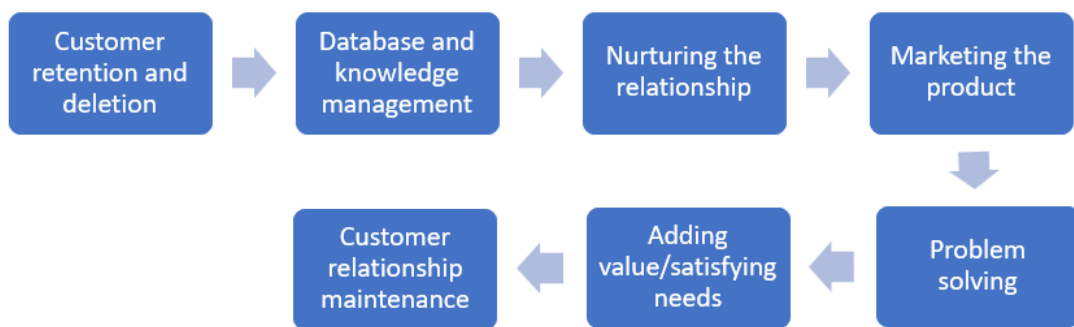 Customer
retention and
deletion
Database and
knowledge
management
Nurturing the
relationship
Marketing the
product
Problem
solving
Adding
value/satisfying
needs
Customer
relationship
maintenance